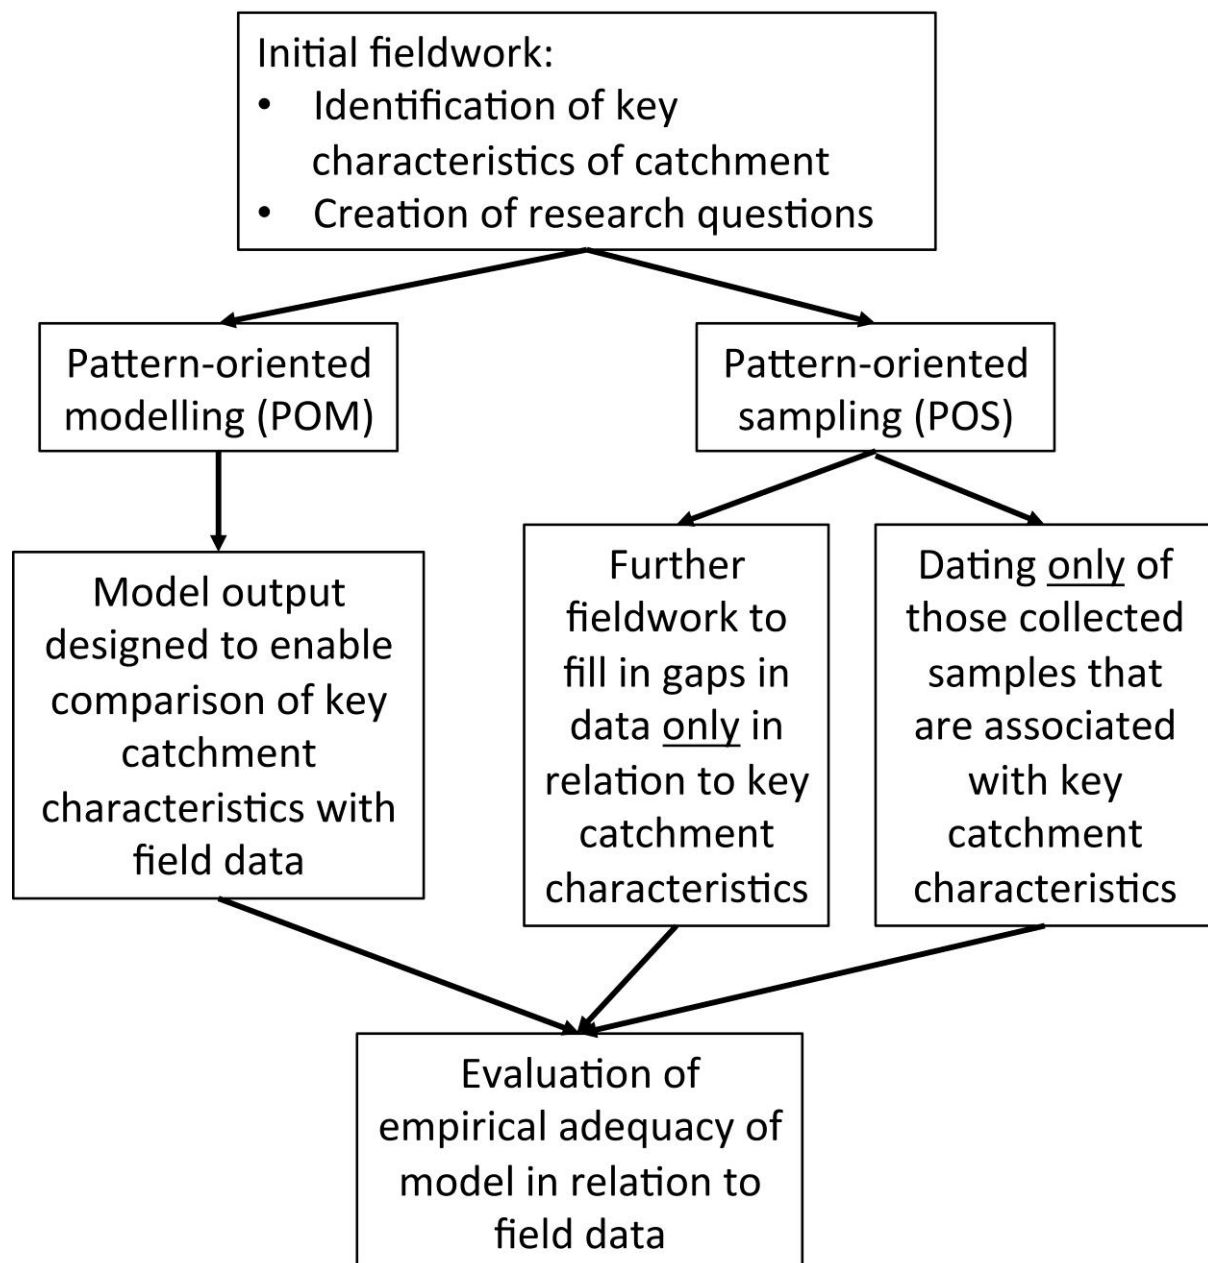 Initial fieldwork:
• Identification of key
characteristics of catchment
• Creation of research questions
Pattern-oriented
modelling (POM)
Pattern-oriented
sampling (POS)
Model output
designed to enable
comparison of key
catchment
characteristics with
field data
Further
fieldwork to
fill in gaps in
data only in
relation to key
catchment
characteristics
Dating only of
those collected
samples that
are associated
with key
catchment
characteristics
Evaluation of
empirical adequacy of
model in relation to
field data